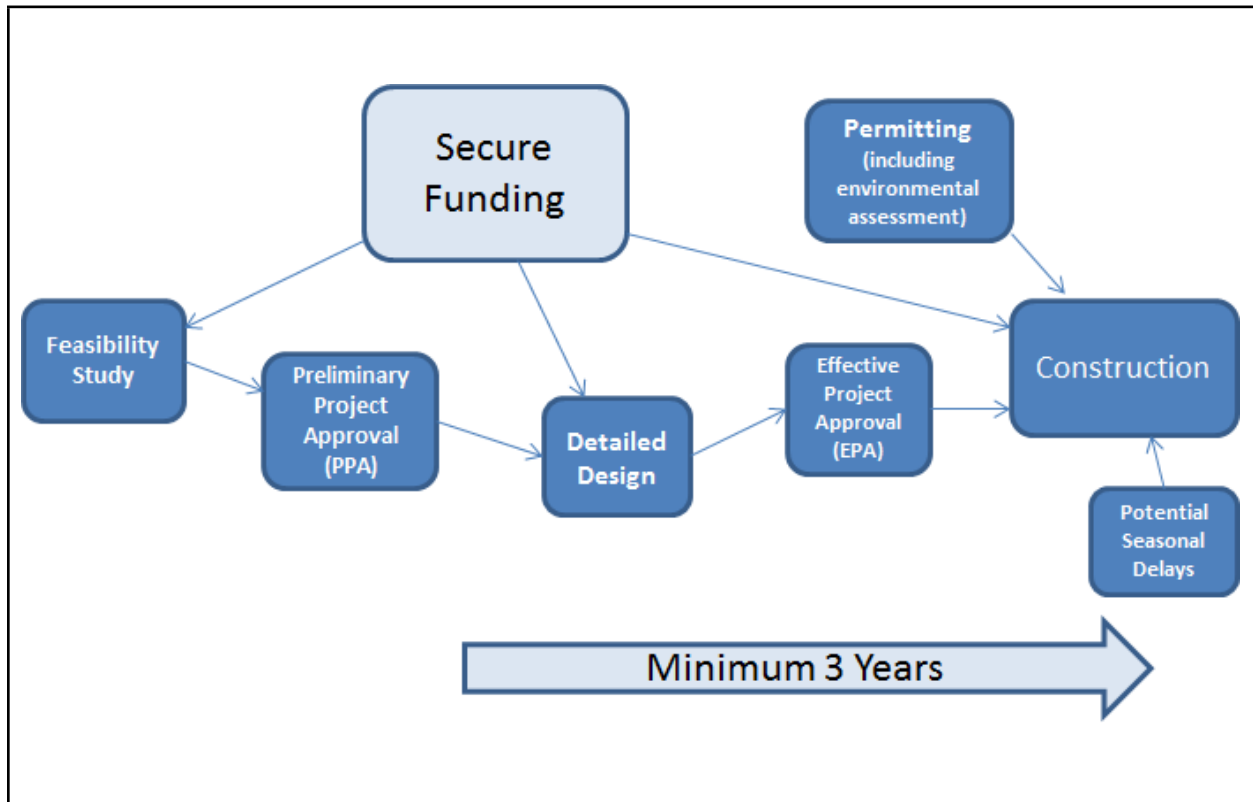 Secure
Funding
Permitting
(including
environmental
assessment)
Feasibility
Study
Preliminary
Project
Approval
(PPA)
Detailed
Design
Effective
Project
Approval
(EPA)
Construction
Potential
Seasonal
Delays
Minimum 3 Years